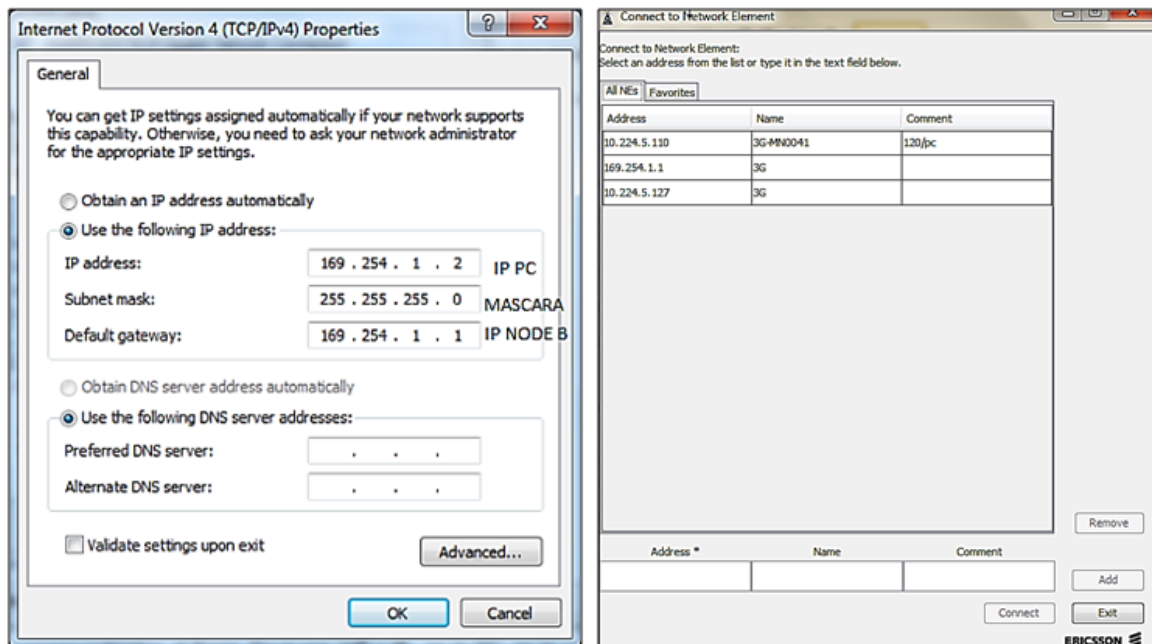 Internet Protocol Version 4 (TCP/IPv4) Properties
General
You can get IP settings assigned automatically if your network supports
this capability. Otherwise, you need to ask your network administrator
for the appropriate IP settings.
Obtain an IP address automatically
Use the following IP address:
IP address:
169 . 254 . 1 . 2
IP PC
Subnet mask:
255 . 255 . 255 . 0
MASCARA
Default gateway:
169 . 254 . 1 . 1
IP NODE B
Obtain DNS server address automatically
Use the following DNS server addresses:
Preferred DNS server:
. . .
Alternate DNS server:
. . .
Validate settings upon exit
Advanced...
OK
Cancel
Connect to Network Element
Connect to Network Element:
Select an address from the list or type it in the text field below.
All NEs
Favorites
Address Name Comment
10.224.5.110 3G-MN0041 120/pc
169.254.1.1 3G
10.224.5.127 3G
Remove
Address * Name Comment
Add
Connect
Exit
ERICSSON